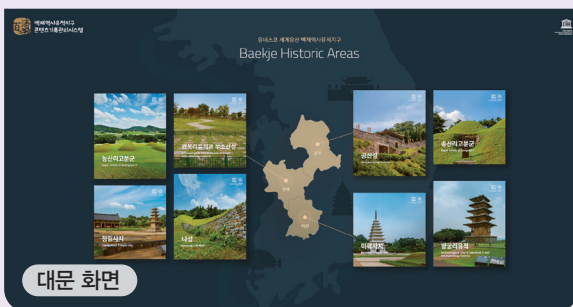 백제역사유적지구
콘텐츠기록관리시스템
유네스코 세계유산 백제역사유적지구
Baekje Historic Areas
능산리고분군
관북리유적과 부소산성
정림사지
나성
공산성
송산리고분군
미륵사지
왕궁리유적
공주
부여
익산
대문 화면